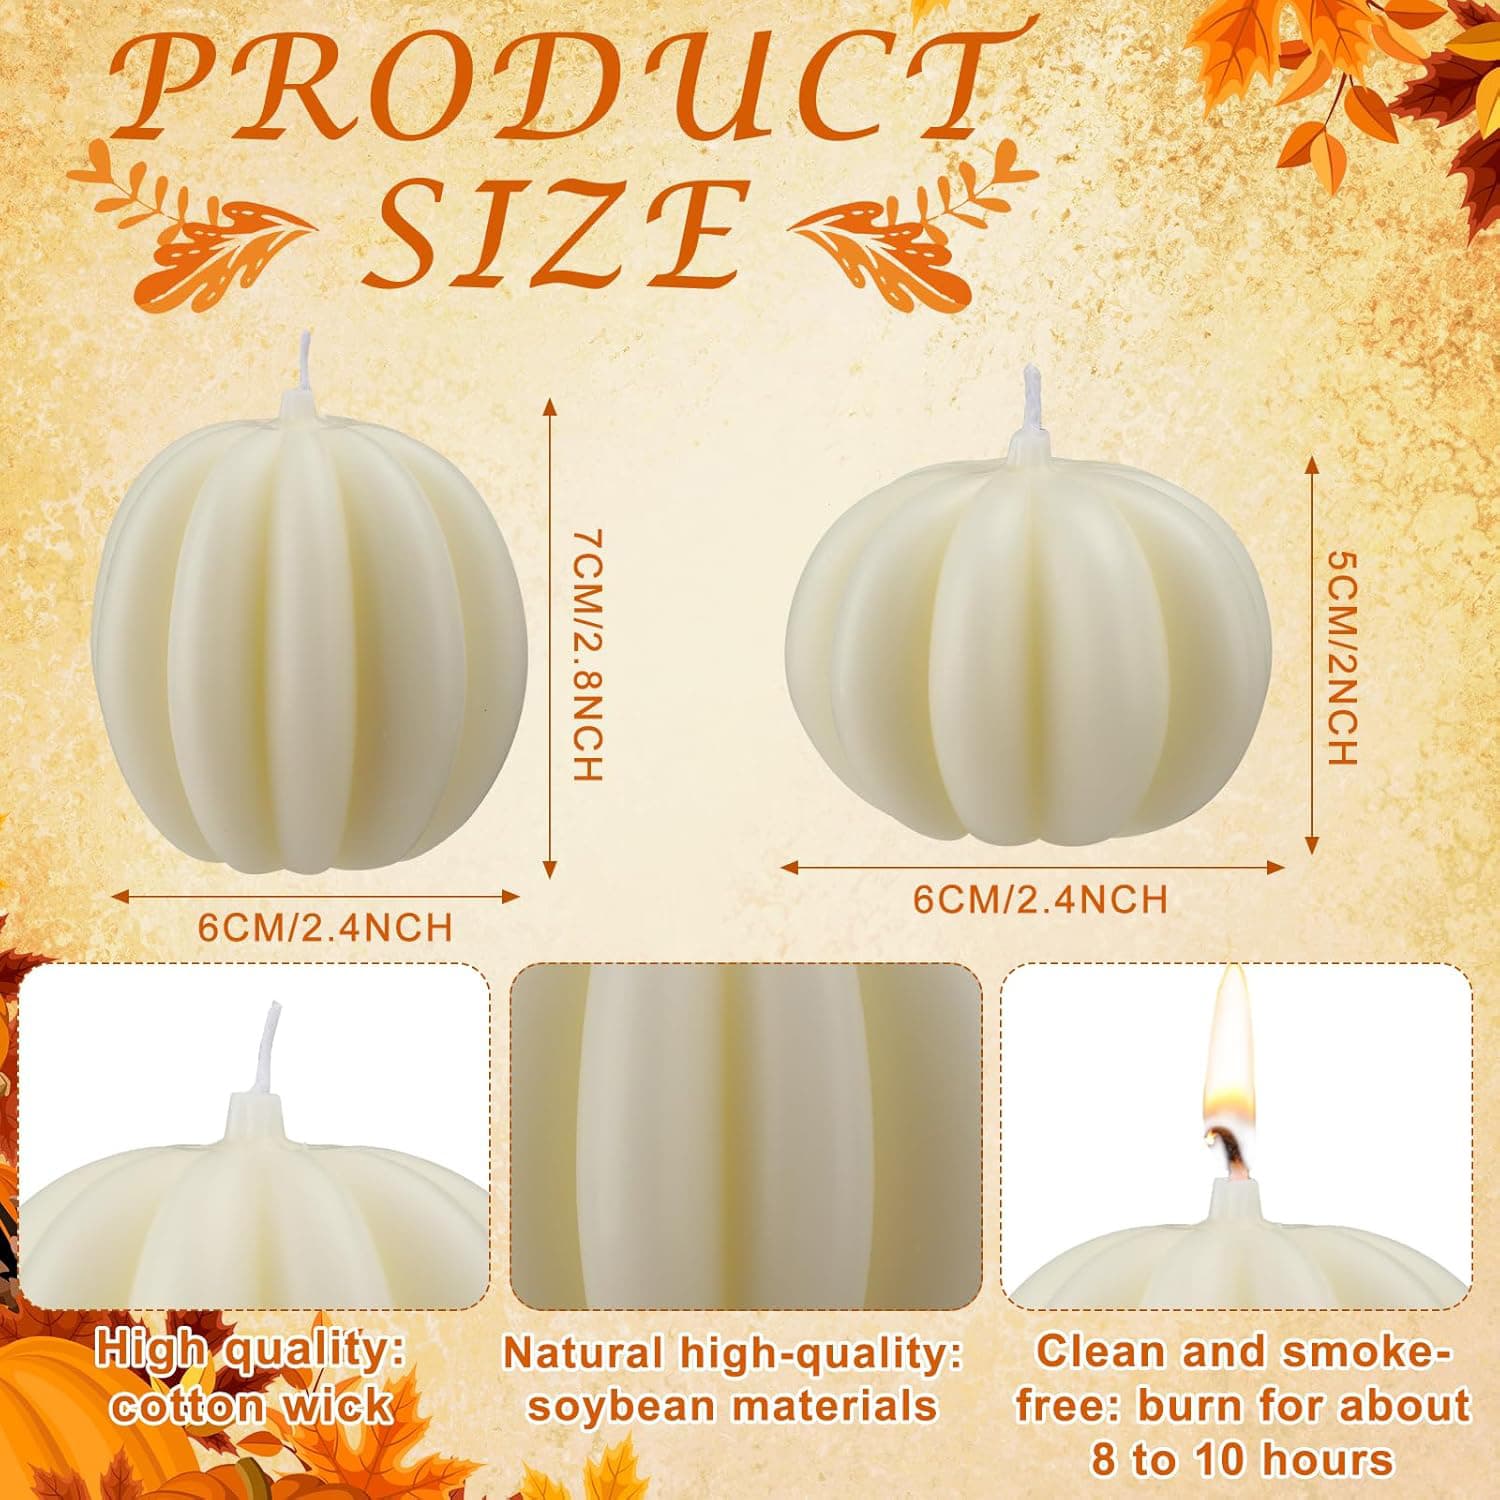 PRODUCT
SIZE
7CM/2.8NCH
5CM/2NCH
6CM/2.4NCH
6CM/2.4NCH
High quality:
cotton wick
Natural high-quality:
soybean materials
Clean and smoke-
free: burn for about
8 to 10 hours